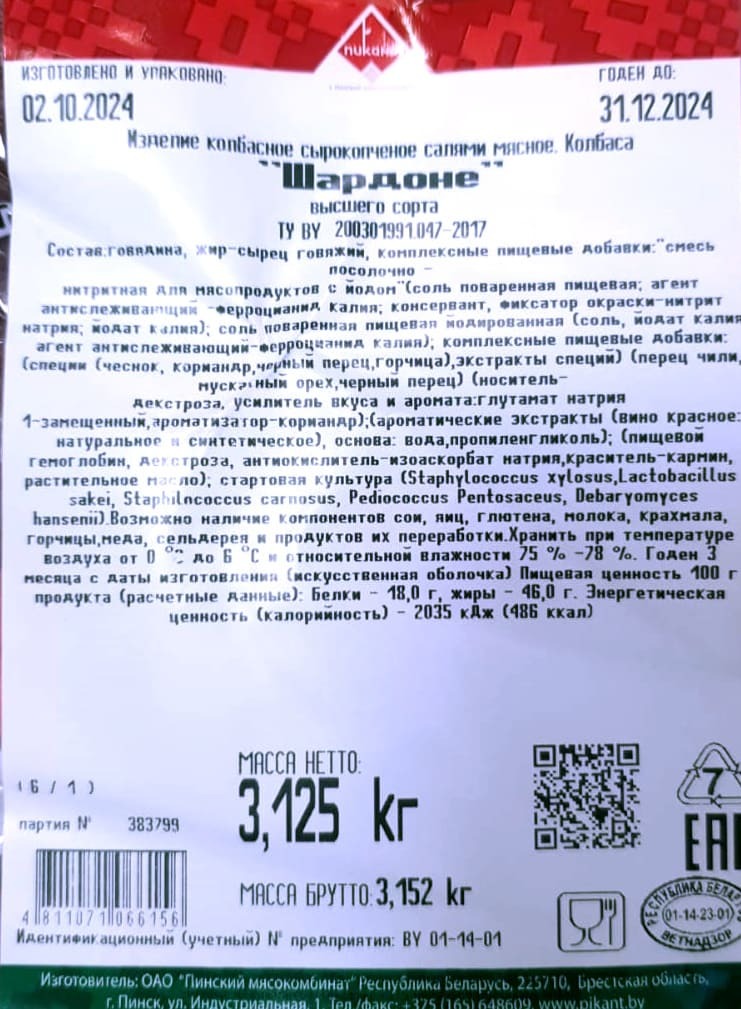 пикант
ИЗГОТОВЛЕНО И УПАКОВАНО:
ГОДЕН ДО:
02.10.2024
31.12.2024
Изделие колбасное сырокопченое салями мясное. Колбаса
"Шардоне"
высшего сорта
ТУ BY 200301991.047-2017
Состав:говядина, жир-сырец говяжий, комплексные пищевые добавки:"смесь
посолочно -
нитритная для мясопродуктов с йодом"(соль поваренная пищевая; агент
антислеживающий -ферроцианид калия; консервант, фиксатор окраски-нитрит
натрия; йодат калия); соль поваренная пищевая йодированная (соль, йодат калия
агент антислеживающий-ферроцианид калия); комплексные пищевые добавки:
(специи (чеснок, кориандр,черный перец,горчица),экстракты специй) (перец чили,
мускатный орех,черный перец) (носитель-
декстроза, усилитель вкуса и аромата:глутамат натрия
1-замещенный,ароматизатор-кориандр);(ароматические экстракты (вино красное:
натуральное и синтетическое), основа: вода,пропиленгликоль); (пищевой
гемоглобин, декстроза, антиокислитель-изоаскорбат натрия,краситель-кармин,
растительное масло); стартовая культура (Staphylococcus xylosus,Lactobacillus
sakei, Staphilncoccus carnosus, Pediococcus Pentosaceus, Debaryomyces
hansenii).Возможно наличие компонентов сои, яиц, глютена, молока, крахмала,
горчицы,меда, сельдерея и продуктов их переработки.Хранить при температуре
воздуха от 0 °С до 6 °С и относительной влажности 75 % -78 %. Годен 3
месяца с даты изготовления (искусственная оболочка) Пищевая ценность 100 г
продукта (расчетные данные): Белки - 18,0 г, жиры - 46,0 г. Энергетическая
ценность (калорийность) - 2035 кДж (486 ккал)
МАССА НЕТТО:
3,125 kг
(6/1)
партия № 383799
7
EAC
МАССА БРУТТО:3,152 kг
4 811071 066156
РЕСПУБЛИКА БЕЛАР
01-14-23-01
ВЕТНАДЗОР
Идентификационный (учетный) № предприятия: BY 01-14-01
Изготовитель: ОАО "Пинский мясокомбинат" Республика Беларусь, 225710, Брестская область,
г. Пинск, ул. Индустриальная, 1. Тел./факс: +375 (165) 648609, www.pikant.by